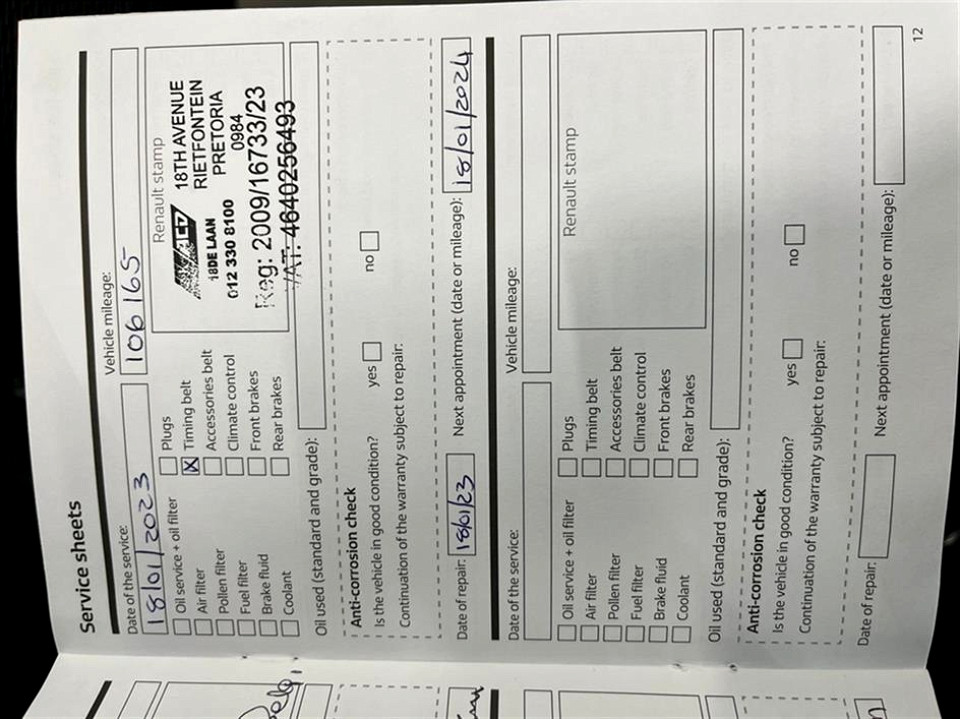 Service sheets
Date of the service:
18/01/2023
Vehicle mileage:
106165
Oil service + oil filter
Air filter
Pollen filter
Fuel filter
Brake fluid
Coolant
Plugs
X Timing belt
Accessories belt
Climate control
Front brakes
Rear brakes
Renault stamp
18TH AVENUE
RIETFONTEIN
PRETORIA
0984
18DE LAAN
012 330 8100
Reg: 2009/16733/23
VAT: 4640256493
Oil used (standard and grade):
Anti-corrosion check
Is the vehicle in good condition? yes no
Continuation of the warranty subject to repair:
Date of repair: 18/01/23 Next appointment (date or mileage): 18/01/2024
Date of the service:
Vehicle mileage:
Oil service + oil filter
Air filter
Pollen filter
Fuel filter
Brake fluid
Coolant
Plugs
Timing belt
Accessories belt
Climate control
Front brakes
Rear brakes
Renault stamp
Oil used (standard and grade):
Anti-corrosion check
Is the vehicle in good condition? yes no
Continuation of the warranty subject to repair:
Date of repair: Next appointment (date or mileage):
12